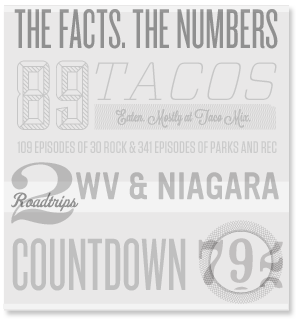 THE FACTS. THE NUMBERS
89 TACOS
Eaten. Mostly at Taco Mix.
109 EPISODES OF 30 ROCK & 341 EPISODES OF PARKS AND REC
2 Roadtrips WV & NIAGARA
COUNTDOWN 794